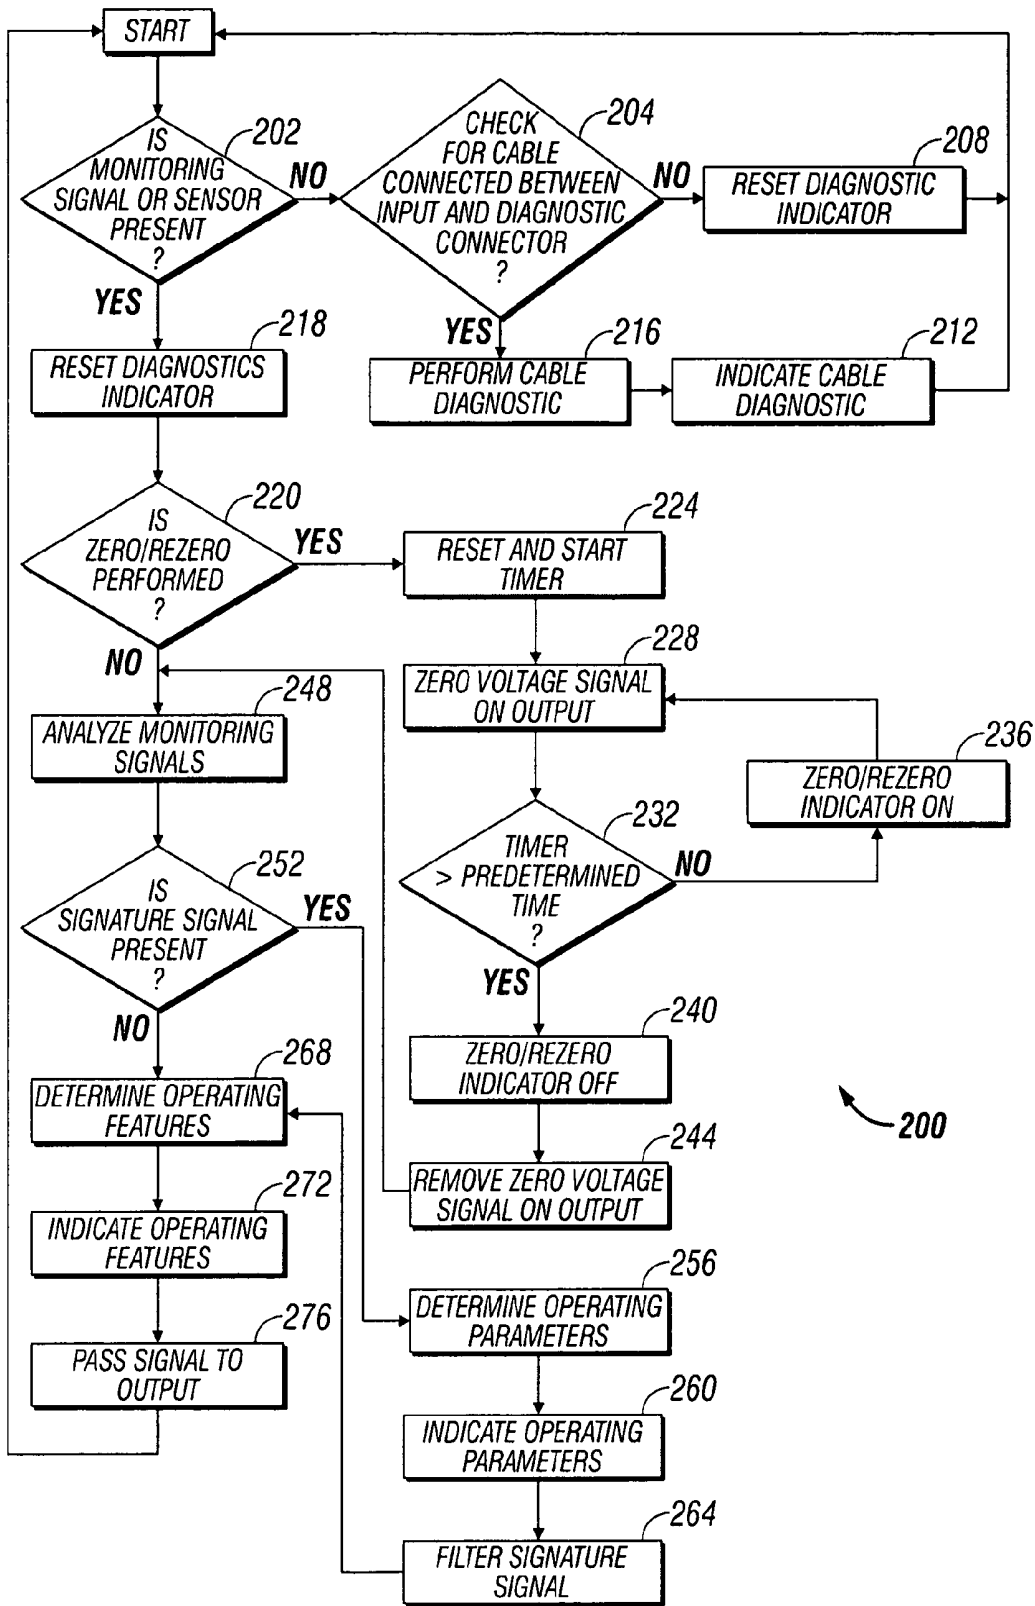 START
202
IS
MONITORING
SIGNAL OR SENSOR
PRESENT
?
NO
YES
204
CHECK
FOR CABLE
CONNECTED BETWEEN
INPUT AND DIAGNOSTIC
CONNECTOR
?
NO
YES
208
RESET DIAGNOSTIC
INDICATOR
218
RESET DIAGNOSTICS
INDICATOR
216
PERFORM CABLE
DIAGNOSTIC
212
INDICATE CABLE
DIAGNOSTIC
220
IS
ZERO/REZERO
PERFORMED
?
YES
NO
224
RESET AND START
TIMER
228
ZERO VOLTAGE SIGNAL
ON OUTPUT
236
ZERO/REZERO
INDICATOR ON
232
TIMER
> PREDETERMINED
TIME
?
NO
YES
240
ZERO/REZERO
INDICATOR OFF
244
REMOVE ZERO VOLTAGE
SIGNAL ON OUTPUT
248
ANALYZE MONITORING
SIGNALS
252
IS
SIGNATURE SIGNAL
PRESENT
?
YES
NO
256
DETERMINE OPERATING
PARAMETERS
260
INDICATE OPERATING
PARAMETERS
264
FILTER SIGNATURE
SIGNAL
268
DETERMINE OPERATING
FEATURES
272
INDICATE OPERATING
FEATURES
276
PASS SIGNAL TO
OUTPUT
200